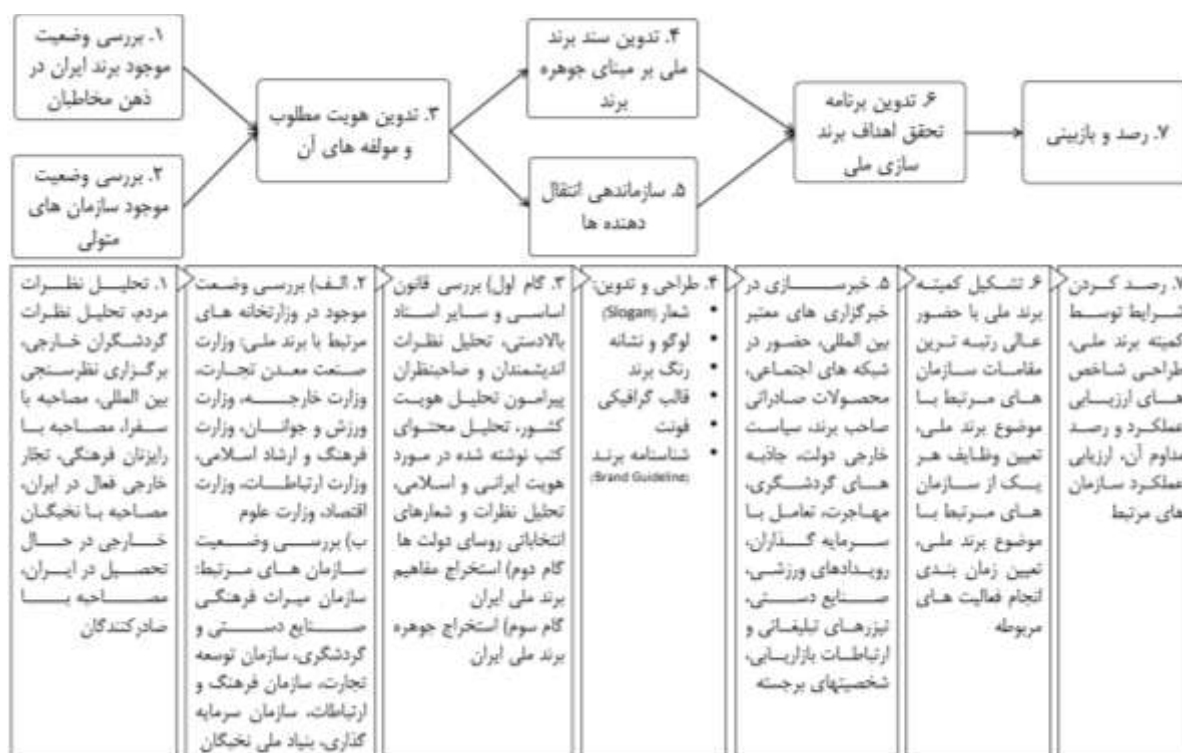 ۱. بررسی وضعیت
موجود برند ایران در
ذهن مخاطبان
۲. بررسی وضعیت
موجود سازمان های
متولی
۳. تدوین هویت مطلوب
و مولفه های آن
۴. تدوین سند برند
ملی بر مبنای جوهره
برند
۵. سازماندهی انتقال
دهنده ها
۶. تدوین برنامه
تحقق اهداف برند
سازی ملی
۷. رصد و بازبینی
۱. تحلیل نظرات
مردم، تحلیل نظرات
گردشگران خارجی،
برگزاری نظرسنجی
بین المللی، مصاحبه با
سفرا، مصاحبه با
رایزنان فرهنگی، تجار
خارجی فعال در ایران،
مصاحبه با نخبگان
خارجی در حال
تحصیل در ایران،
مصاحبه با
صادرکنندگان
۲. الف) بررسی وضعیت
موجود در وزارتخانه های
مرتبط با برند ملی: وزارت
صنعت معدن تجارت،
وزارت خارجه، وزارت
ورزش و جوانان، وزارت
فرهنگ و ارشاد اسلامی،
وزارت ارتباطات، وزارت
اقتصاد، وزارت علوم
ب) بررسی وضعیت
سازمان های مرتبط:
سازمان میراث فرهنگی
صنایع دستی و
گردشگری، سازمان توسعه
تجارت، سازمان فرهنگ و
ارتباطات، سازمان سرمایه
گذاری، بنیاد ملی نخبگان
۳. گام اول) بررسی قانون
اساسی و سایر اسناد
بالادستی، تحلیل نظرات
اندیشمندان و صاحبنظران
پیرامون تحلیل هویت
کشور، تحلیل محتوای
کتب نوشته شده در مورد
هویت ایرانی و اسلامی،
تحلیل نظرات و شعارهای
انتخاباتی روسای دولت ها
گام دوم) استخراج مفاهیم
برند ملی ایران
گام سوم) استخراج جوهره
برند ملی ایران
۴. طراحی و تدوین:
• شعار (Slogan)
• لوگو و نشانه
• رنگ برند
• قالب گرافیکی
• فونت
• شناسنامه برند
(Brand Guideline)
۵. خبرسازی در
خبرگزاری های معتبر
بین المللی، حضور در
شبکه های اجتماعی،
محصولات صادراتی
صاحب برند، سیاست
خارجی دولت، جاذبه
های گردشگری،
مهاجرت، تعامل با
سرمایه گذاران،
رویدادهای ورزشی،
صنایع دستی،
تیزرهای تبلیغاتی و
ارتباطات بازاریابی،
شخصیتهای برجسته
۶. تشکیل کمیته
برند ملی با حضور
عالی رتبه ترین
مقامات سازمان
های مرتبط با
موضوع برند ملی،
تعیین وظایف هر
یک از سازمان
های مرتبط با
موضوع برند ملی،
تعیین زمان بندی
انجام فعالیت های
مربوطه
۷. رصد کردن
شرایط توسط
کمیته برند ملی،
طراحی شاخص
های ارزیابی
عملکرد و رصد
مداوم آن، ارزیابی
عملکرد سازمان
های مرتبط